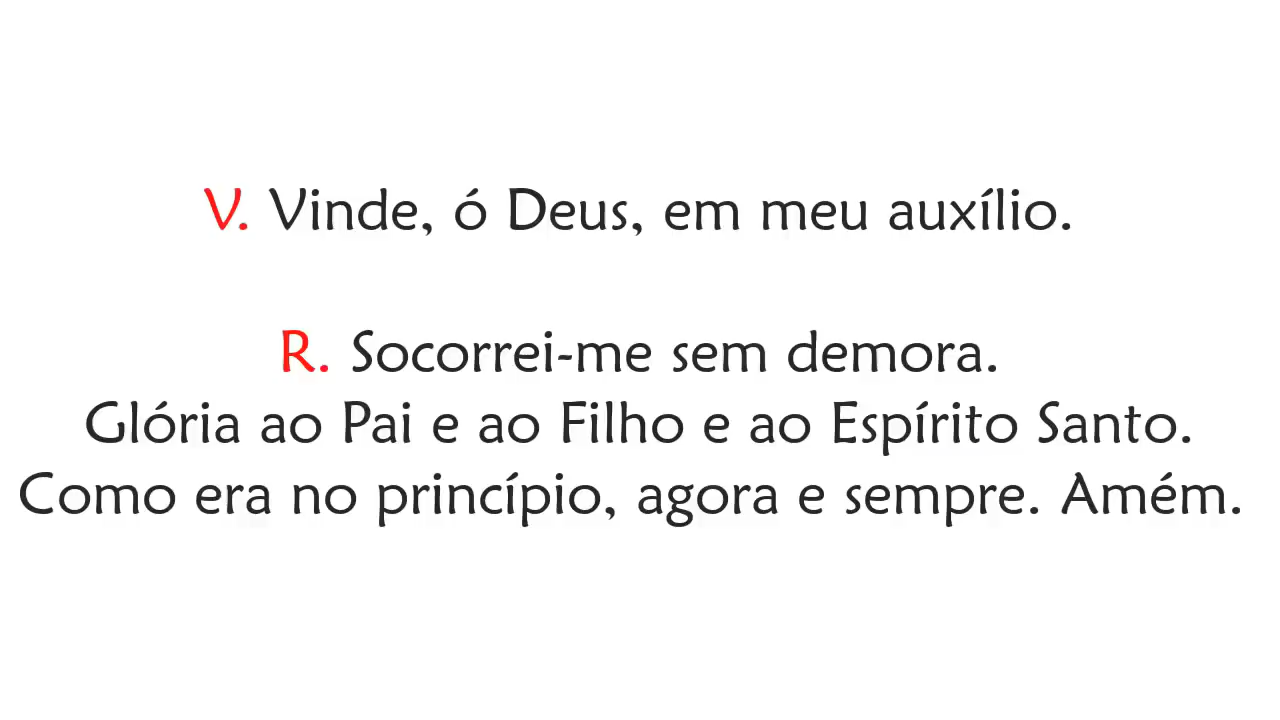 V. Vinde, ó Deus, em meu auxílio.
R. Socorrei-me sem demora.
Glória ao Pai e ao Filho e ao Espírito Santo.
Como era no princípio, agora e sempre. Amém.